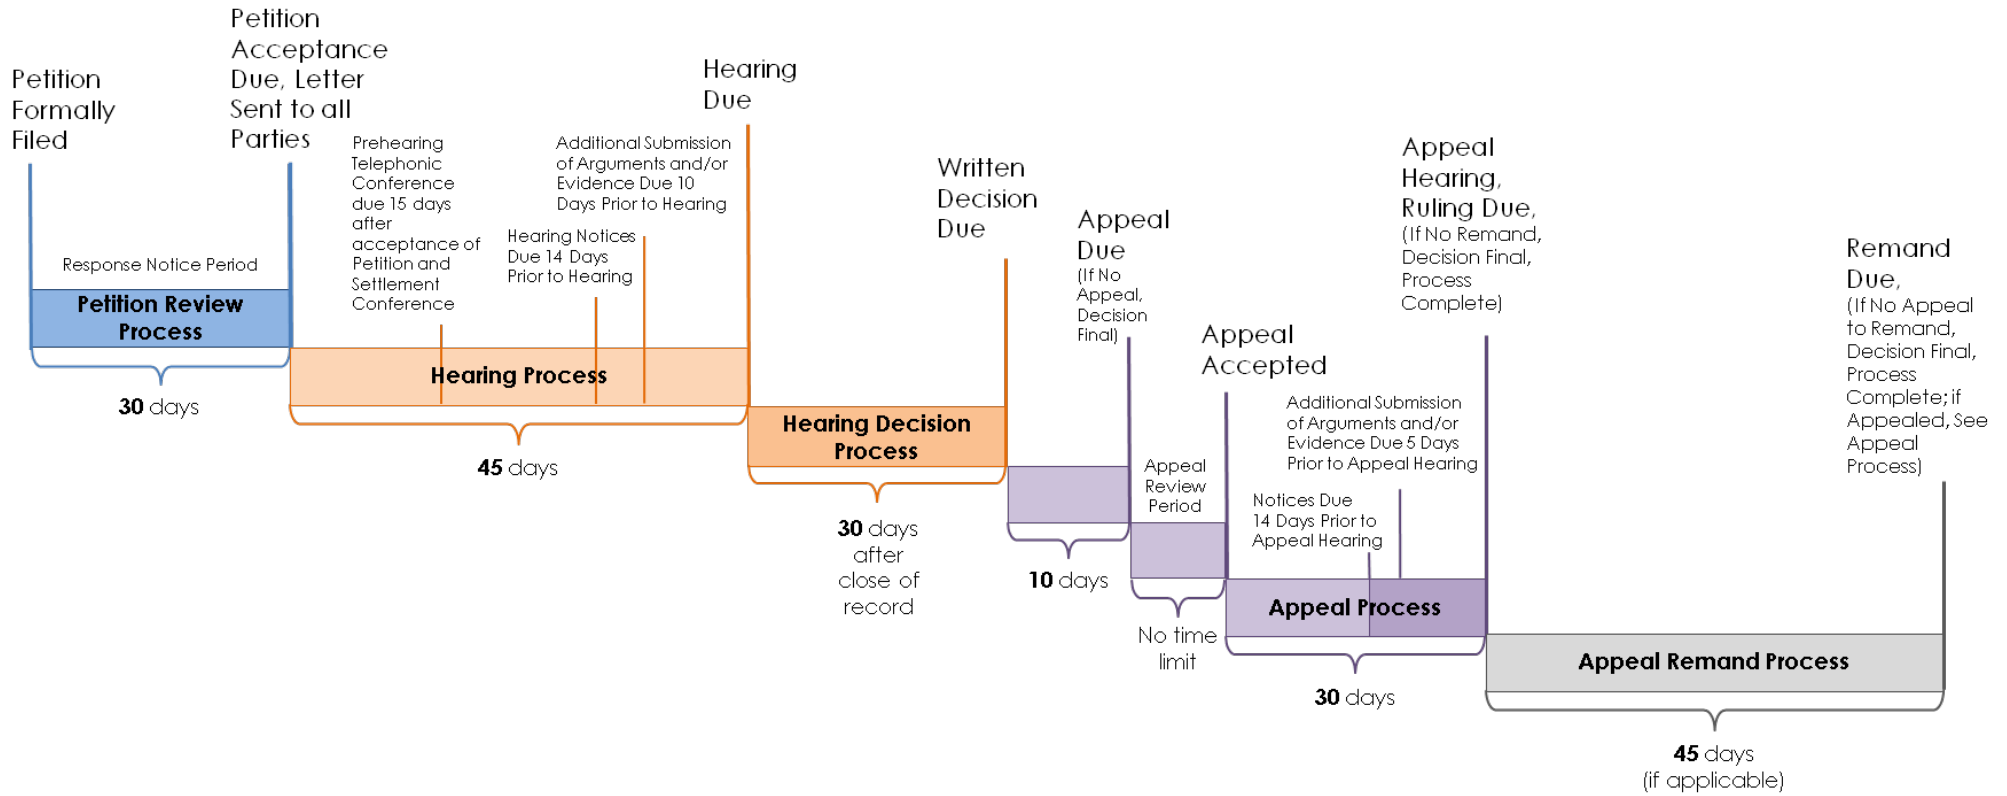 Petition
Formally
Filed
Petition
Acceptance
Due, Letter
Sent to all
Parties
Response Notice Period
Petition Review
Process
30 days
Prehearing
Telephonic
Conference
due 15 days
after
acceptance of
Petition and
Settlement
Conference
Hearing Notices
Due 14 Days
Prior to Hearing
Additional Submission
of Arguments and/or
Evidence Due 10
Days Prior to Hearing
Hearing
Due
Hearing Process
45 days
Written
Decision
Due
Hearing Decision
Process
30 days
after
close of
record
Appeal
Due
(If No
Appeal,
Decision
Final)
10 days
Appeal
Review
Period
No time
limit
Appeal
Accepted
Notices Due
14 Days Prior to
Appeal Hearing
Additional Submission
of Arguments and/or
Evidence Due 5 Days
Prior to Appeal Hearing
Appeal
Hearing,
Ruling Due,
(If No Remand,
Decision Final,
Process
Complete)
Appeal Process
30 days
Remand
Due,
(If No Appeal
to Remand,
Decision Final,
Process
Complete; if
Appealed, See
Appeal
Process)
Appeal Remand Process
45 days
(if applicable)